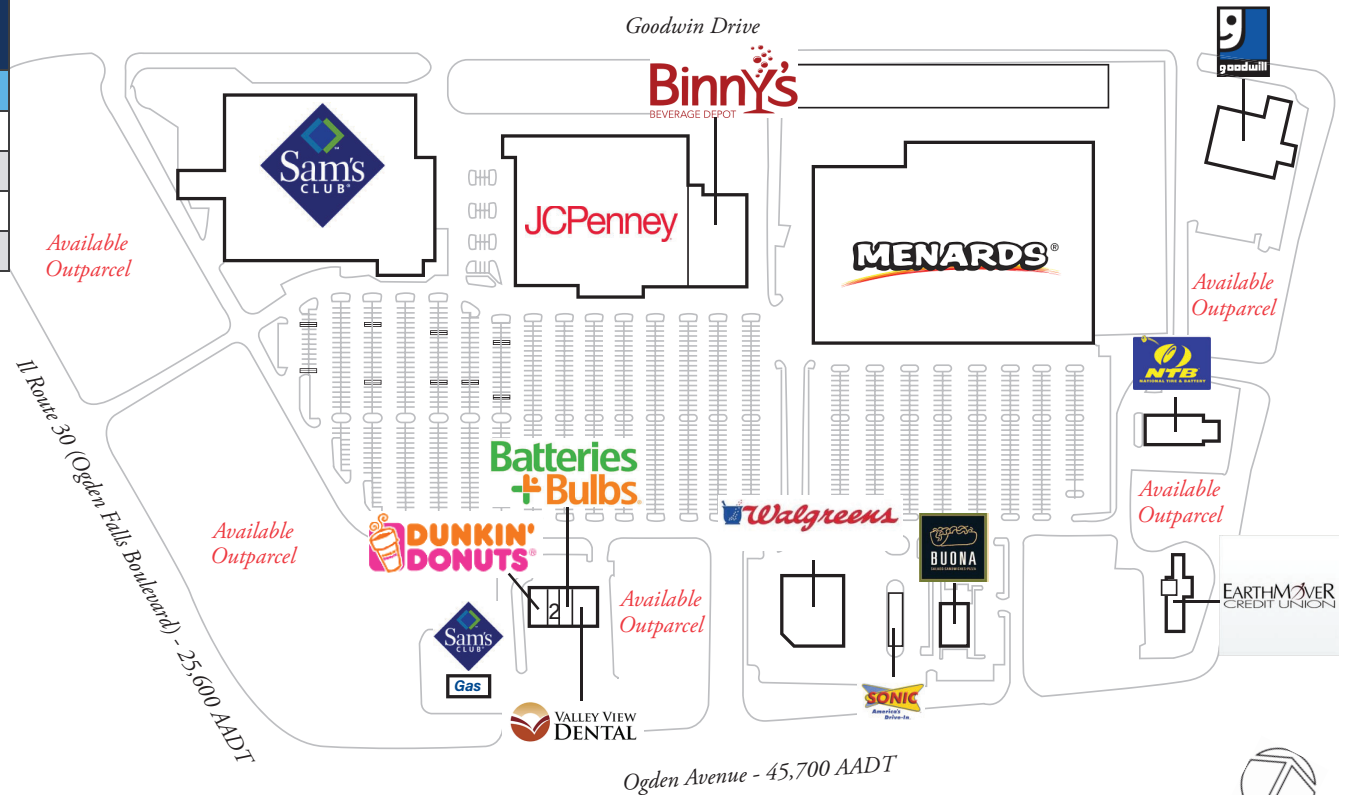 Goodwin Drive
Binny's
BEVERAGE DEPOT
goodwill
Sam's
CLUB®
JCPenney
MENARDS®
Available
Outparcel
Available
Outparcel
NTB
NATIONAL TIRE & BATTERY
Il Route 30 (Ogden Falls Boulevard) - 25,600 AADT
Batteries
+Bulbs
Walgreens
Available
Outparcel
DUNKIN'
DONUTS®
Available
Outparcel
BUONA
EARTHMOVER
CREDIT UNION
Available
Outparcel
2
Sam's
CLUB
Gas
SONIC
America's
Drive-In.
VALLEY VIEW
DENTAL
Ogden Avenue - 45,700 AADT